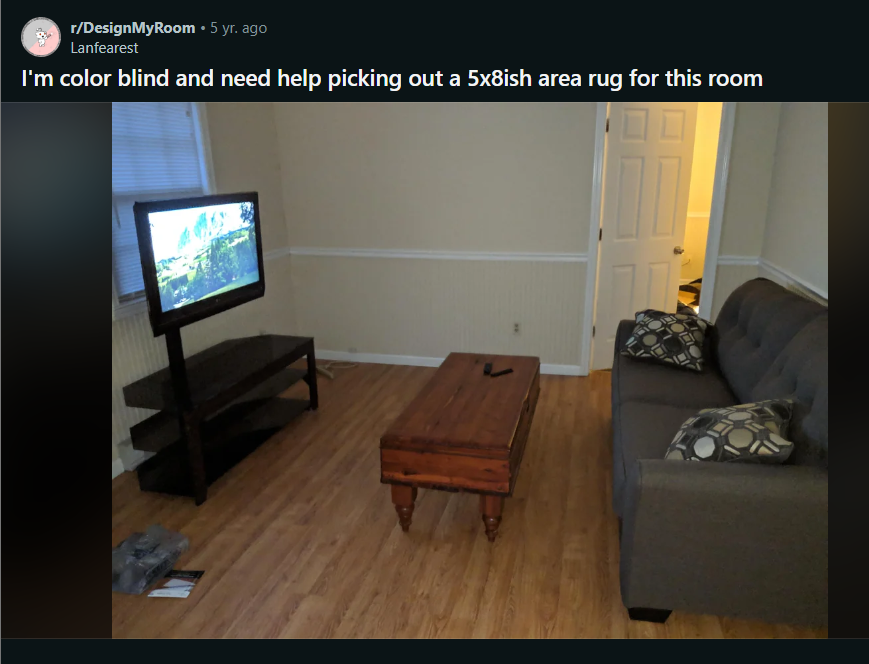 r/DesignMyRoom • 5 yr. ago
Lanfearest
I'm color blind and need help picking out a 5x8ish area rug for this room